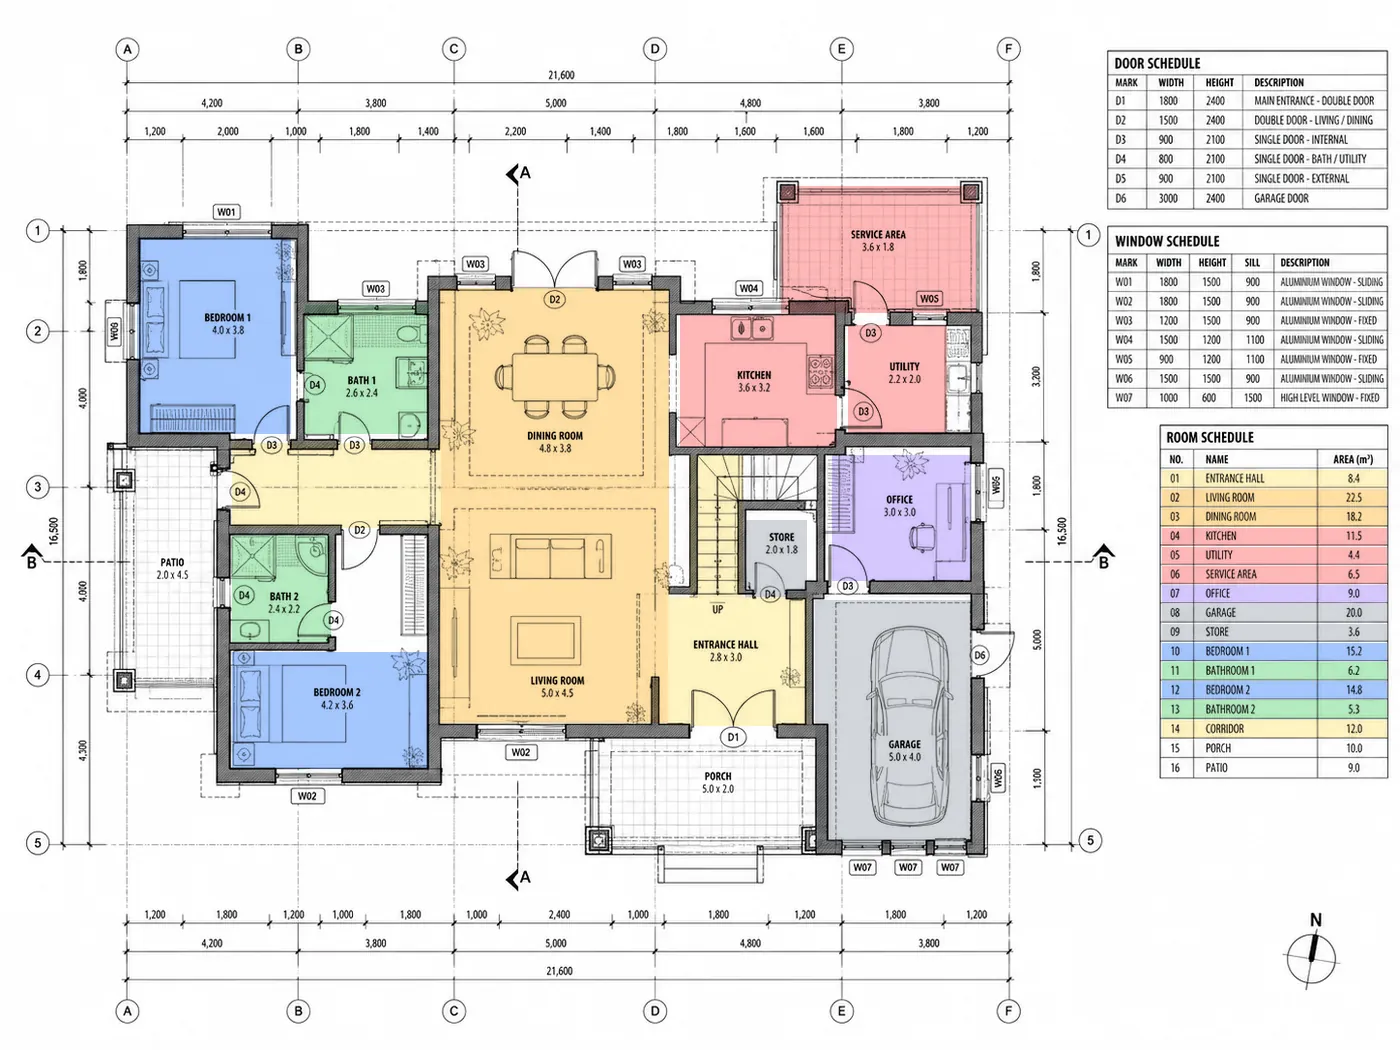 A B C D E F
21,600
4,200 3,800 5,000 4,800 3,800
1,200 2,000 1,000 1,800 1,400 2,200 1,400 1,800 1,600 1,600 1,800 1,200
A
W01
1
1
SERVICE AREA
3.6 x 1.8
W03
W03
W03
W04
W05
D2
D3
1,800
1,800
2
W06
BEDROOM 1
4.0 x 3.8
BATH 1
2.6 x 2.4
D4
KITCHEN
3.6 x 3.2
UTILITY
2.2 x 2.0
D3
3,200
4,000
DINING ROOM
4.8 x 3.8
D3
D3
3
D4
OFFICE
3.0 x 3.0
W06
1,800
16,500
16,500
D2
STORE
2.0 x 1.8
B
B
PATIO
2.0 x 4.5
D3
D4
4,000
BATH 2
2.4 x 2.2
D4
D4
UP
ENTRANCE HALL
2.8 x 3.0
5,000
D6
4
LIVING ROOM
5.0 x 4.5
BEDROOM 2
4.2 x 3.6
D1
W02
GARAGE
5.0 x 4.0
4,300
PORCH
5.0 x 2.0
W06
W02
5
5
W07 W07 W07
A
1,200 1,800 1,200 1,000 1,800 1,000 2,400 1,000 1,800 1,200 1,800 1,200
4,200 3,800 5,000 4,800 3,800
21,600
A B C D E F
DOOR SCHEDULE
MARK WIDTH HEIGHT DESCRIPTION
D1 1800 2400 MAIN ENTRANCE - DOUBLE DOOR
D2 1500 2400 DOUBLE DOOR - LIVING / DINING
D3 900 2100 SINGLE DOOR - INTERNAL
D4 800 2100 SINGLE DOOR - BATH / UTILITY
D5 900 2100 SINGLE DOOR - EXTERNAL
D6 3000 2400 GARAGE DOOR
WINDOW SCHEDULE
MARK WIDTH HEIGHT SILL DESCRIPTION
W01 1800 1500 900 ALUMINIUM WINDOW - SLIDING
W02 1800 1500 900 ALUMINIUM WINDOW - SLIDING
W03 1200 1500 900 ALUMINIUM WINDOW - FIXED
W04 1500 1200 1100 ALUMINIUM WINDOW - SLIDING
W05 900 1200 1100 ALUMINIUM WINDOW - FIXED
W06 1500 1500 900 ALUMINIUM WINDOW - SLIDING
W07 1000 600 1500 HIGH LEVEL WINDOW - FIXED
ROOM SCHEDULE
NO. NAME AREA (m²)
01 ENTRANCE HALL 8.4
02 LIVING ROOM 22.5
03 DINING ROOM 18.2
04 KITCHEN 11.5
05 UTILITY 4.4
06 SERVICE AREA 6.5
07 OFFICE 9.0
08 GARAGE 20.0
09 STORE 3.6
10 BEDROOM 1 15.2
11 BATHROOM 1 6.2
12 BEDROOM 2 14.8
13 BATHROOM 2 5.3
14 CORRIDOR 12.0
15 PORCH 10.0
16 PATIO 9.0
N